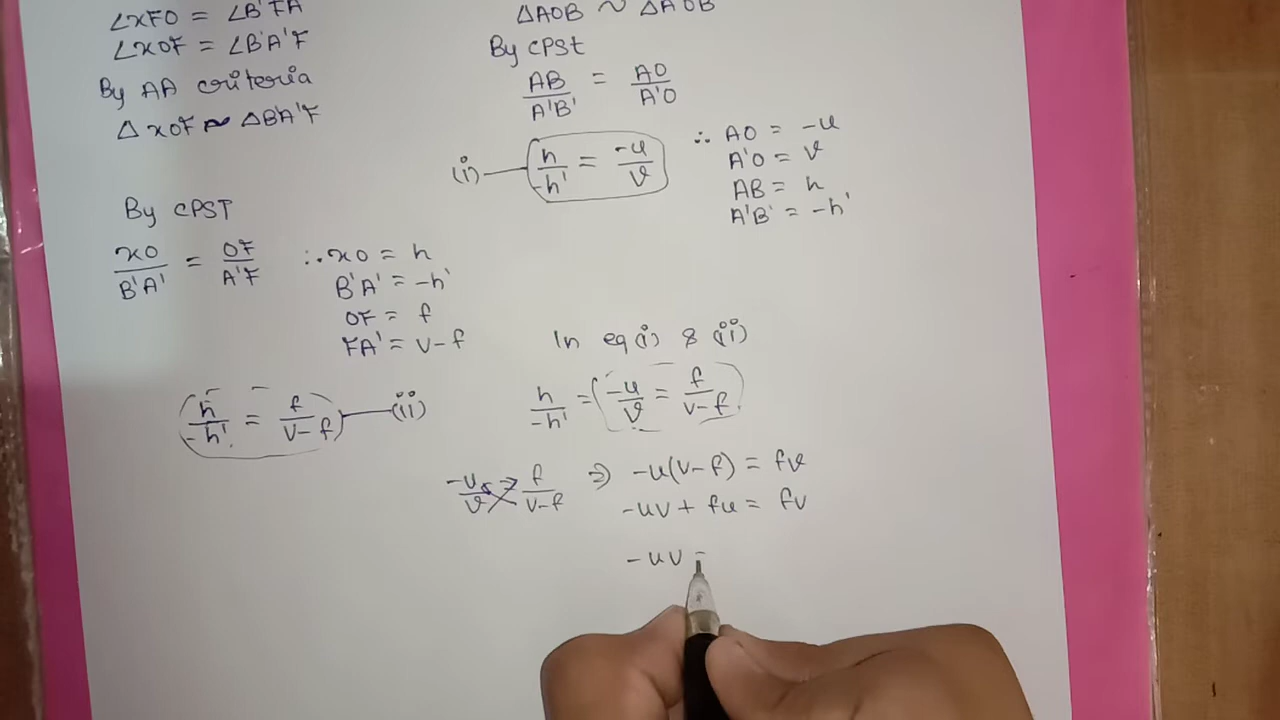 ∠XFO = ∠B'FA'
∠XOF = ∠B'A'F
By AA criteria
△XOF ~ △B'A'F
By CPST
XO/B'A' = OF/A'F
∴ XO = h
B'A' = -h'
OF = f
FA' = v-f
h/-h' = f/v-f — (ii)
△AOB ~ △A'OB'
By CPST
AB/A'B' = AO/A'O
(i) — h/-h' = -u/v
∴ AO = -u
A'O = v
AB = h
A'B' = -h'
In eq (i) & (ii)
h/-h' = -u/v = f/v-f
-u/v = f/v-f ⇒ -u(v-f) = fv
-uv + fu = fv
-uv =